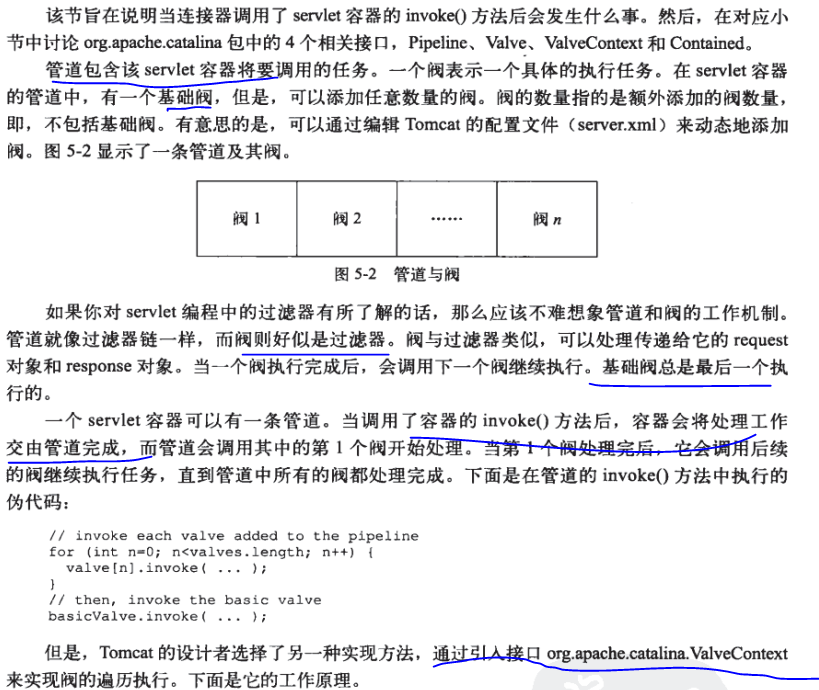 该节旨在说明当连接器调用了 servlet 容器的 invoke() 方法后会发生什么事。然后，在对应小
节中讨论 org.apache.catalina 包中的 4 个相关接口，Pipeline、Valve、ValveContext 和 Contained。
管道包含该 servlet 容器将要调用的任务。一个阀表示一个具体的执行任务。在 servlet 容器
的管道中，有一个基础阀，但是，可以添加任意数量的阀。阀的数量指的是额外添加的阀数量，
即，不包括基础阀。有意思的是，可以通过编辑 Tomcat 的配置文件（server.xml）来动态地添加
阀。图 5-2 显示了一条管道及其阀。
阀 1 阀 2 …… 阀 n
图 5-2 管道与阀
如果你对 servlet 编程中的过滤器有所了解的话，那么应该不难想象管道和阀的工作机制。
管道就像过滤器链一样，而阀则好似是过滤器。阀与过滤器类似，可以处理传递给它的 request
对象和 response 对象。当一个阀执行完成后，会调用下一个阀继续执行。基础阀总是最后一个执
行的。
一个 servlet 容器可以有一条管道。当调用了容器的 invoke() 方法后，容器会将处理工作
交由管道完成，而管道会调用其中的第 1 个阀开始处理。当第 1 个阀处理完后，它会调用后续
的阀继续执行任务，直到管道中所有的阀都处理完成。下面是在管道的 invoke() 方法中执行的
伪代码：
// invoke each valve added to the pipeline
for (int n=0; n<valves.length; n++) {
valve[n].invoke( ... );
}
// then, invoke the basic valve
basicValve.invoke( ... );
但是，Tomcat 的设计者选择了另一种实现方法，通过引入接口 org.apache.catalina.ValveContext
来实现阀的遍历执行。下面是它的工作原理。